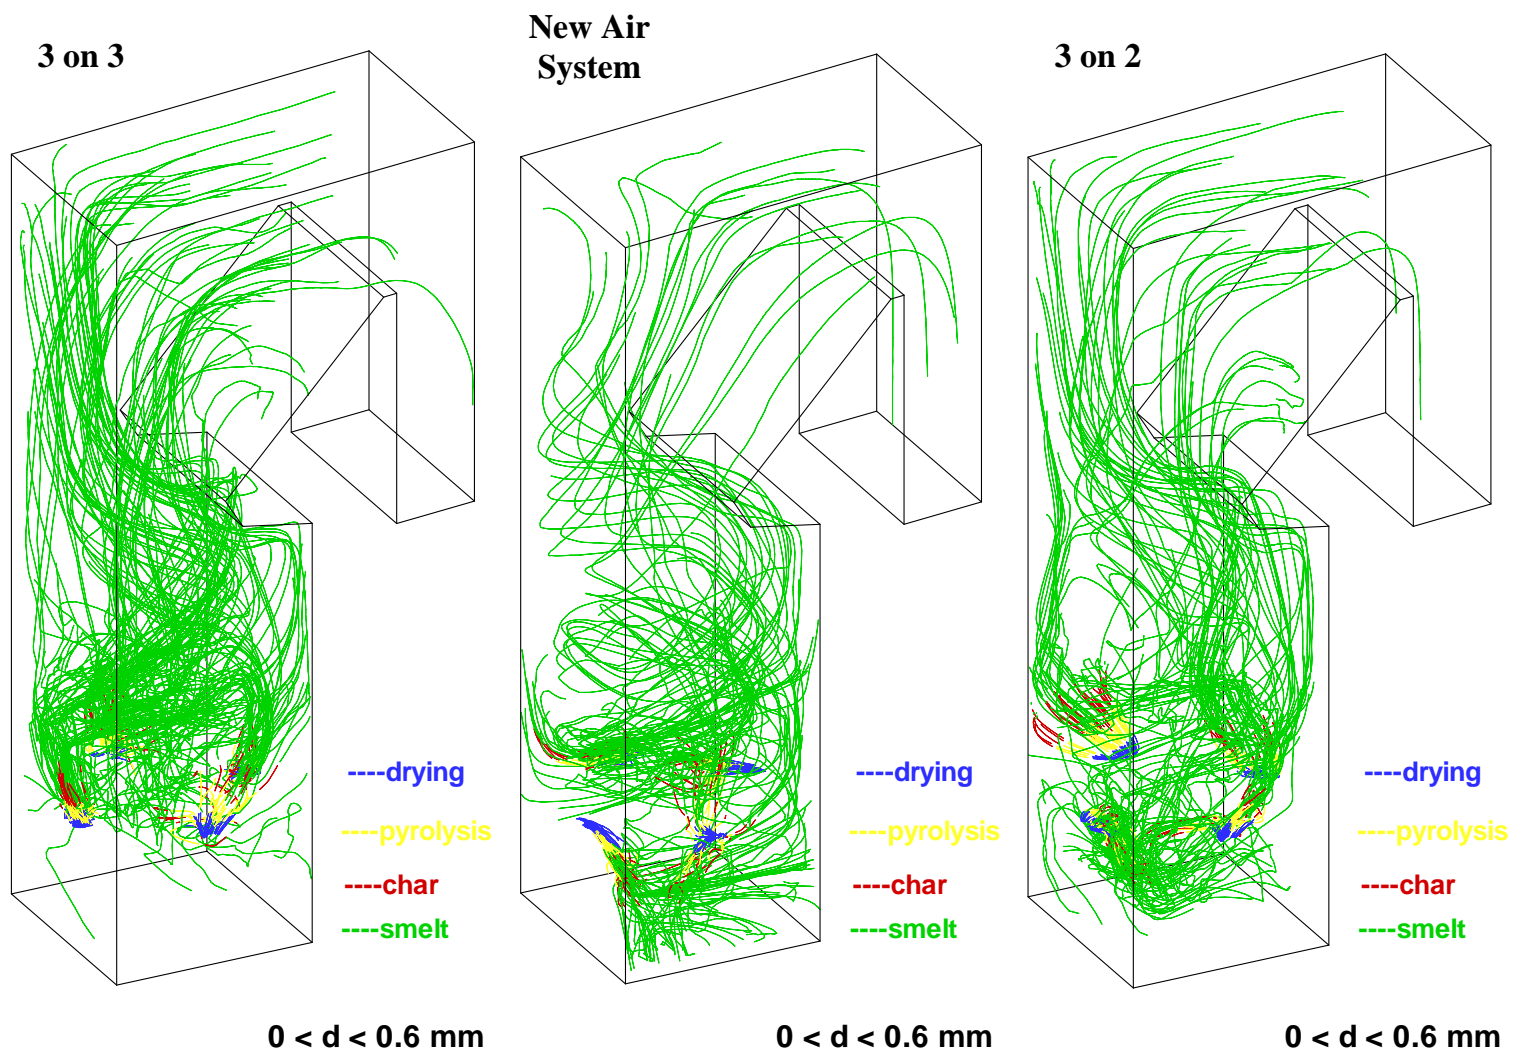 3 on 3
New Air
System
3 on 2
----drying
----pyrolysis
----char
----smelt
----drying
----pyrolysis
----char
----smelt
----drying
----pyrolysis
----char
----smelt
0 < d < 0.6 mm
0 < d < 0.6 mm
0 < d < 0.6 mm